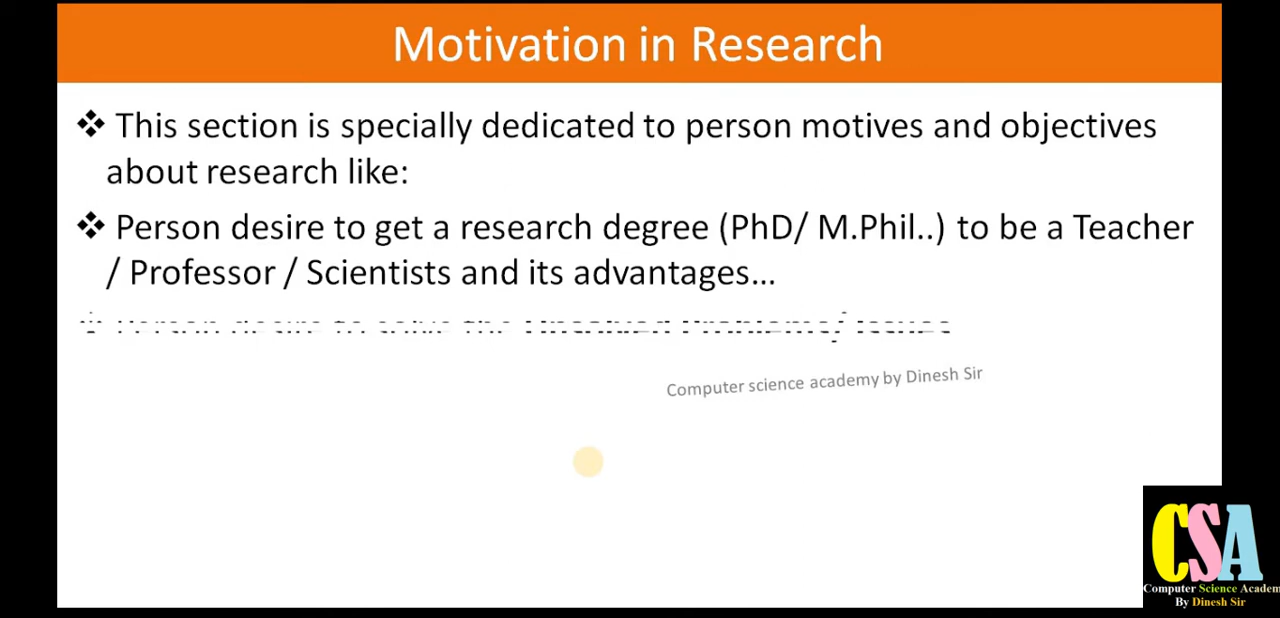 Motivation in Research
❖ This section is specially dedicated to person motives and objectives
about research like:
❖ Person desire to get a research degree (PhD/ M.Phil..) to be a Teacher
/ Professor / Scientists and its advantages...
Person desire to solve the Unsolved Problems/ Issues
Computer science academy by Dinesh Sir
CSA
Computer Science Academ
By Dinesh Sir